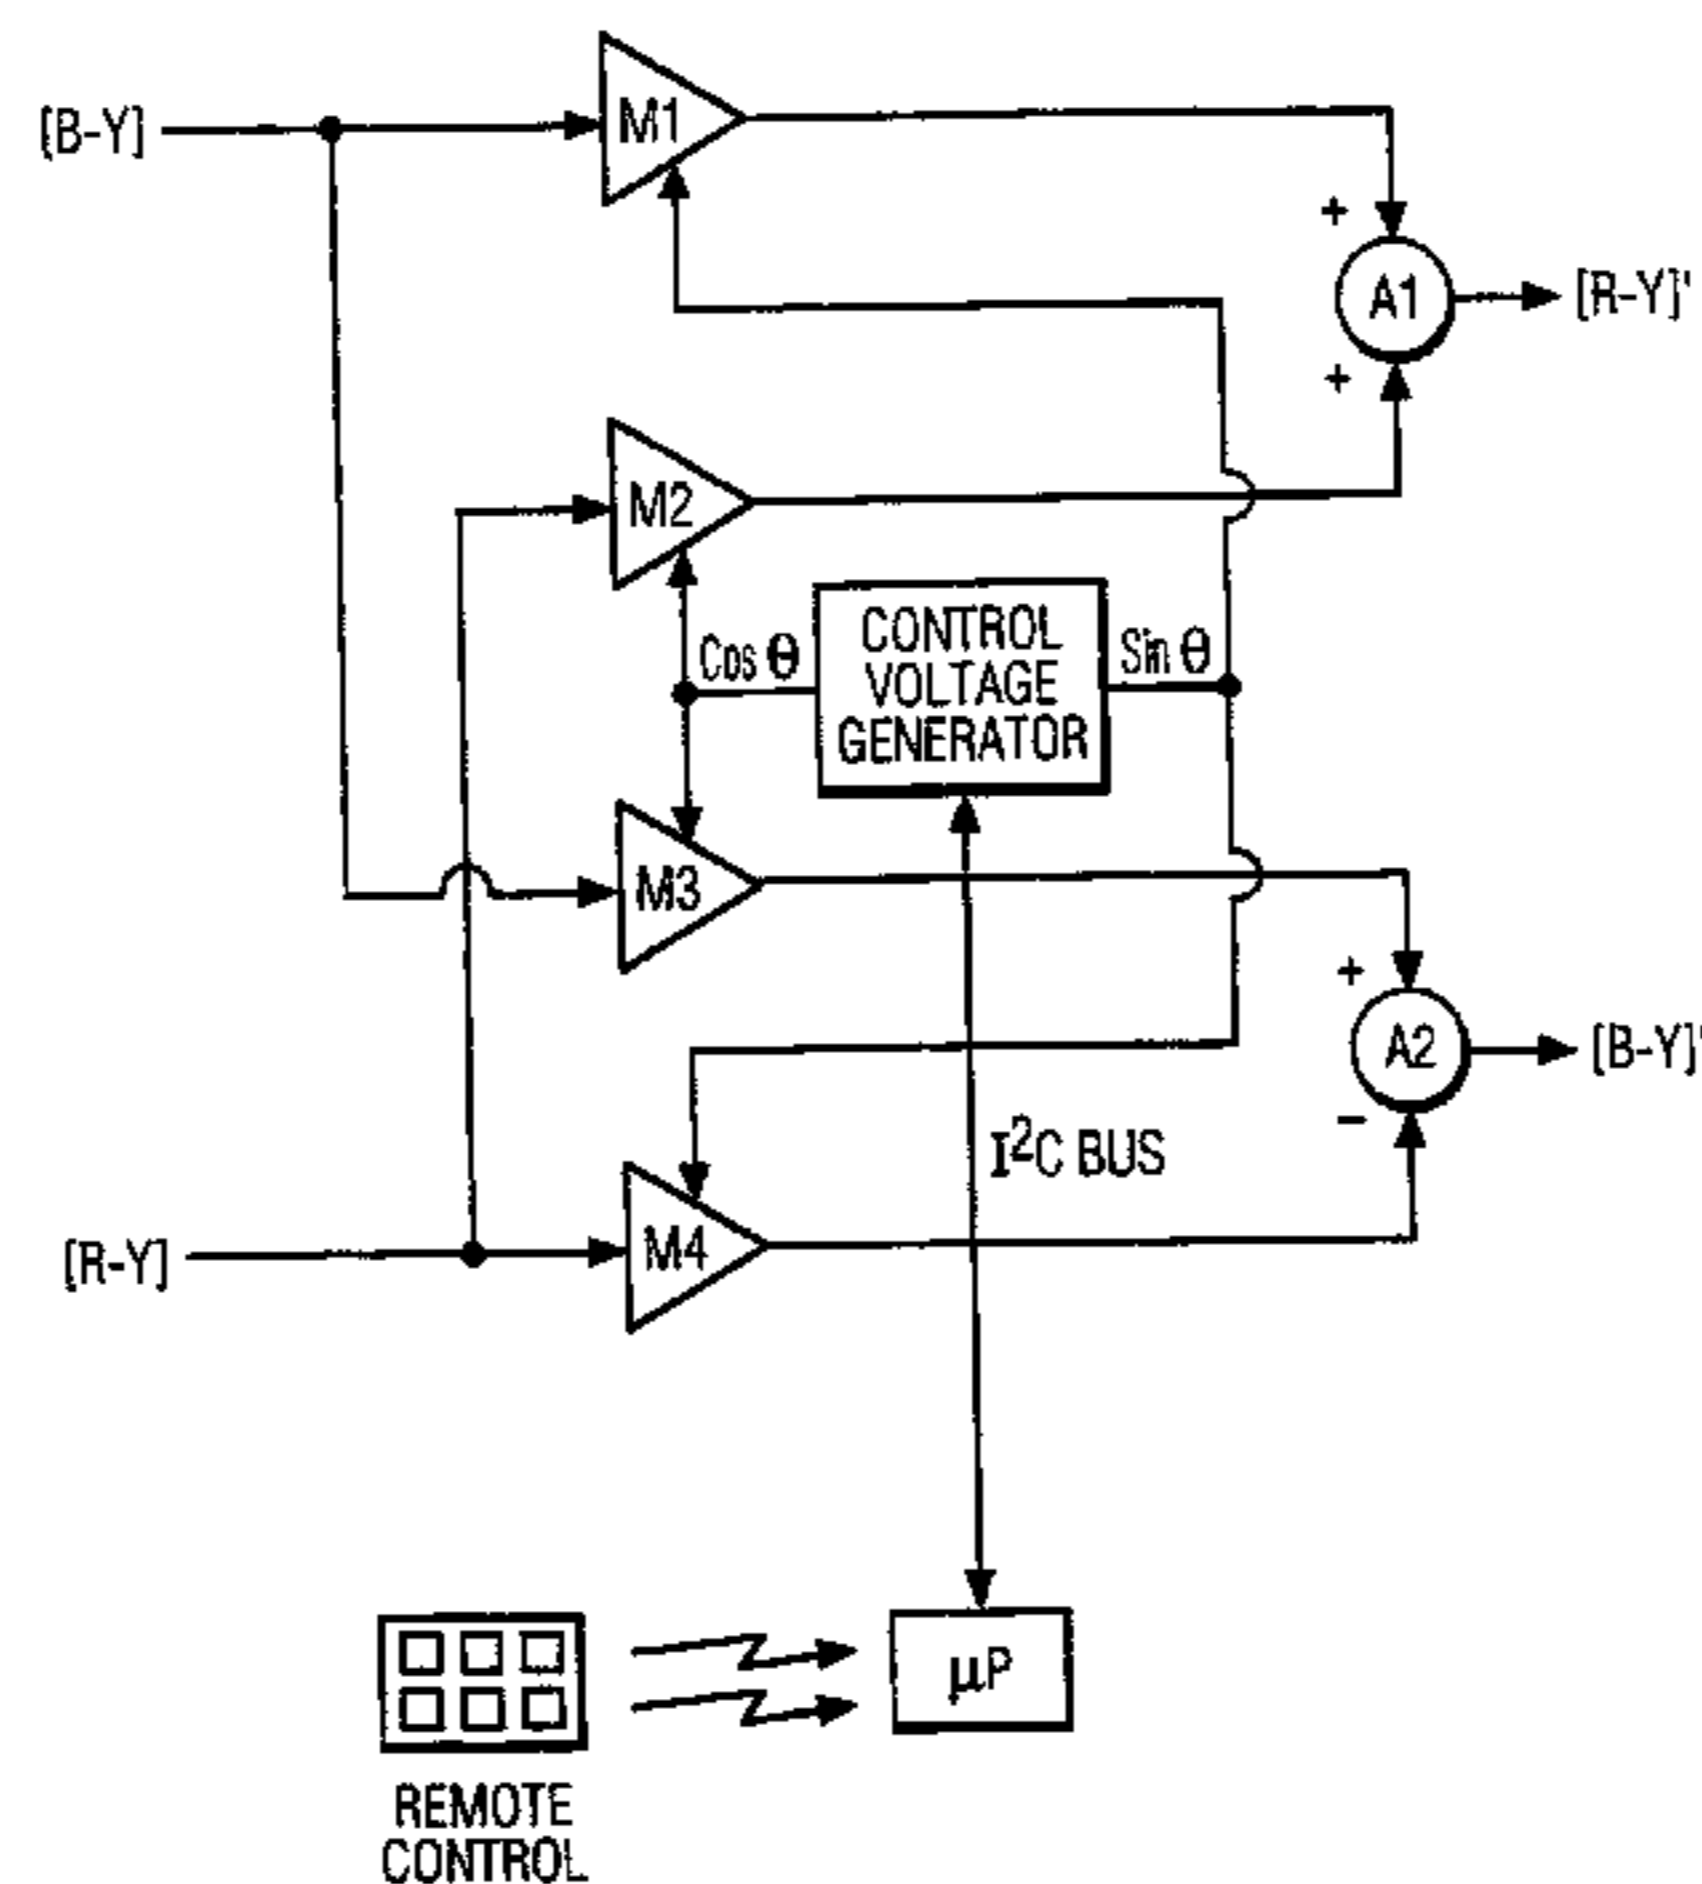 [B-Y]
M1
+
A1
[R-Y]'
+
M2
Cos θ
CONTROL
VOLTAGE
GENERATOR
Sin θ
M3
+
A2
[B-Y]'
−
I²C BUS
[R-Y]
M4
μP
REMOTE
CONTROL